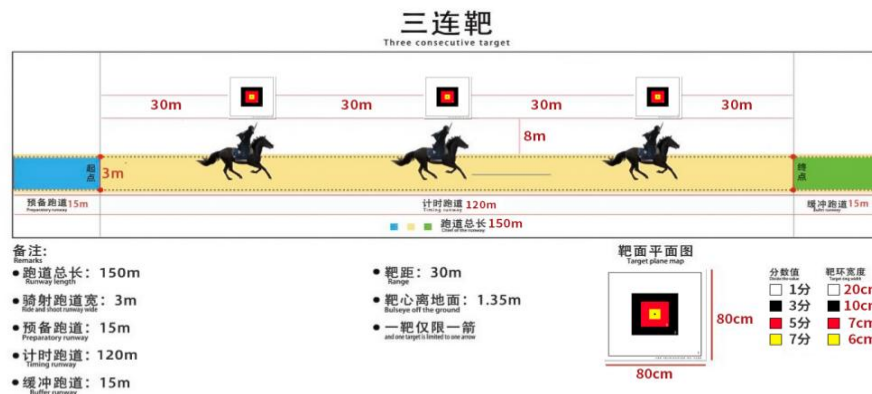 三连靶
Three consecutive target
30m
30m
30m
30m
8m
起点
3m
终点
预备跑道15m
Preparatory runway
计时跑道120m
Timing runway
缓冲跑道15m
跑道总长150m
备注:
Remarks
跑道总长：150m
Runway length
骑射跑道宽：3m
Ride and shoot runway wide
预备跑道：15m
Preparatory runway
计时跑道：120m
Timing runway
缓冲跑道：15m
Buffer runway
靶距：30m
Range
靶心离地面：1.35m
Bullseye off the ground
一靶仅限一箭
and one target is limited to one arrow
靶面平面图
Target plane map
80cm
80cm
分数值 靶环宽度
1分 20cm
3分 10cm
5分 7cm
7分 6cm